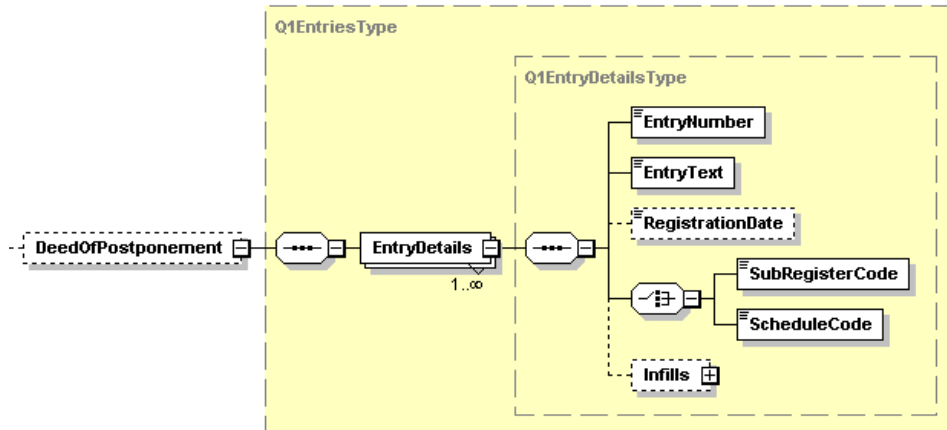 Q1EntriesType
Q1EntryDetailsType
EntryNumber
EntryText
RegistrationDate
DeedOfPostponement
EntryDetails
1..∞
SubRegisterCode
ScheduleCode
Infills